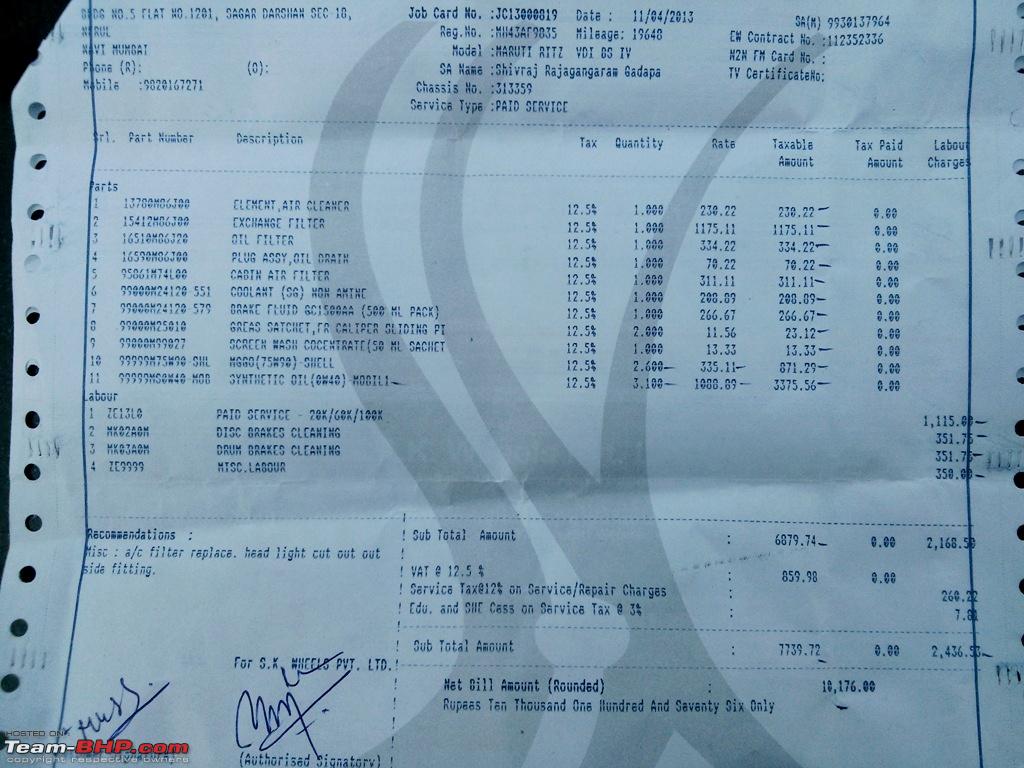 BLDG NO.5 FLAT NO.1201, SAGAR DARSHAN SEC-18,
NERUL
NAVI MUMBAI
Phone (R): (O):
Mobile :9820167271
Job Card No. :JC13000819 Date : 11/04/2013
Reg.No. :MH43AF9835 Mileage: 19648
Model :MARUTI RITZ VDI BS IV
SA Name :Shivraj Rajagangaram Gadapa
Chassis No. :313359
Service Type :PAID SERVICE
SA(M) 9930137964
EW Contract No. :112352336
N2N FM Card No. :
TV CertificateNo:
Srl. Part Number Description Tax Quantity Rate Taxable Amount Tax Paid Amount Labour Charges
Parts
1 13780M86J00 ELEMENT,AIR CLEANER 12.5% 1.000 230.22 230.22 0.00
2 15412M86J00 EXCHANGE FILTER 12.5% 1.000 1175.11 1175.11 0.00
3 16510M86J20 OIL FILTER 12.5% 1.000 334.22 334.22 0.00
4 16590M86J00 PLUG ASSY,OIL DRAIN 12.5% 1.000 70.22 70.22 0.00
5 95861M74L00 CABIN AIR FILTER 12.5% 1.000 311.11 311.11 0.00
6 99000M24120 551 COOLANT (SG) NON AMINE 12.5% 1.000 208.89 208.89 0.00
7 99000M24120 579 BRAKE FLUID GC1500AA (500 ML PACK) 12.5% 1.000 266.67 266.67 0.00
8 99000M25010 GREAS SATCHET,FR CALIPER SLIDING PI 12.5% 2.000 11.56 23.12 0.00
9 99000M99027 SCREEN WASH COCENTRATE(50 ML SACHET 12.5% 1.000 13.33 13.33 0.00
10 99999M75W90 SHL MGGO(75W90)-SHELL 12.5% 2.600 335.11 871.29 0.00
11 99999MS0W40 MOB SYNTHETIC OIL(0W40)-MOBIL1 12.5% 3.100 1088.89 3375.56 0.00
Labour
1 ZE13L0 PAID SERVICE - 20K/60K/100K 1,115.00
2 MK02A0M DISC BRAKES CLEANING 351.75
3 MK03A0M DRUM BRAKES CLEANING 351.75
4 ZE9999 MISC.LABOUR 350.00
Recommendations :
Misc : a/c filter replace. head light cut out out
side fitting.
Sub Total Amount : 6879.74 0.00 2,168.50
VAT @ 12.5 % : 859.98 0.00
Service Tax@12% on Service/Repair Charges : 260.22
Edu. and SHE Cess on Service Tax @ 3% : 7.81
Sub Total Amount : 7739.72 0.00 2,436.53
Net Bill Amount (Rounded) : 10,176.00
Rupees Ten Thousand One Hundred And Seventy Six Only
For S.K. WHEELS PVT. LTD.
(Authorised Signatory)
HOSTED ON
Team-BHP.com
copyright respective owners